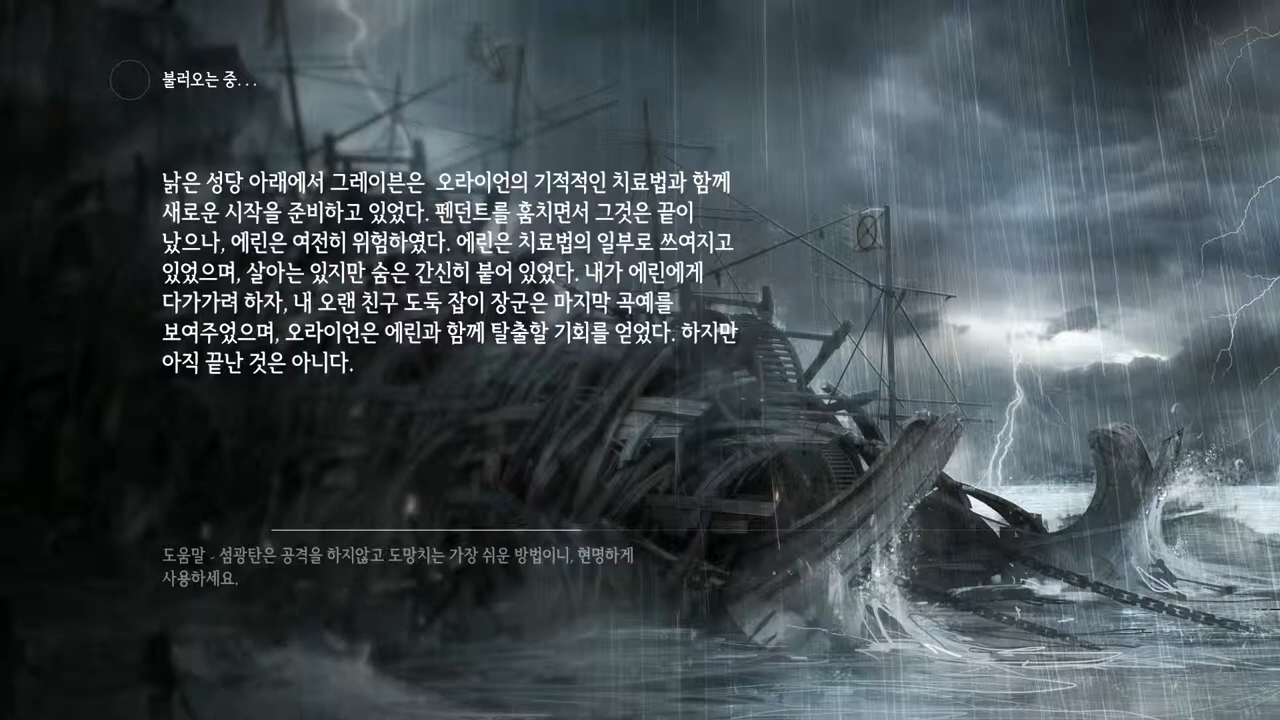 불러오는 중...
낡은 성당 아래에서 그레이븐은 오라이언의 기적적인 치료법과 함께
새로운 시작을 준비하고 있었다. 펜던트를 훔치면서 그것은 끝이
났으나, 에린은 여전히 위험하였다. 에린은 치료법의 일부로 쓰여지고
있었으며, 살아는 있지만 숨은 간신히 붙어 있었다. 내가 에린에게
다가가려 하자, 내 오랜 친구 도둑 잡이 장군은 마지막 곡예를
보여주었으며, 오라이언은 에린과 함께 탈출할 기회를 얻었다. 하지만
아직 끝난 것은 아니다.
도움말 - 섬광탄은 공격을 하지않고 도망치는 가장 쉬운 방법이니, 현명하게
사용하세요.